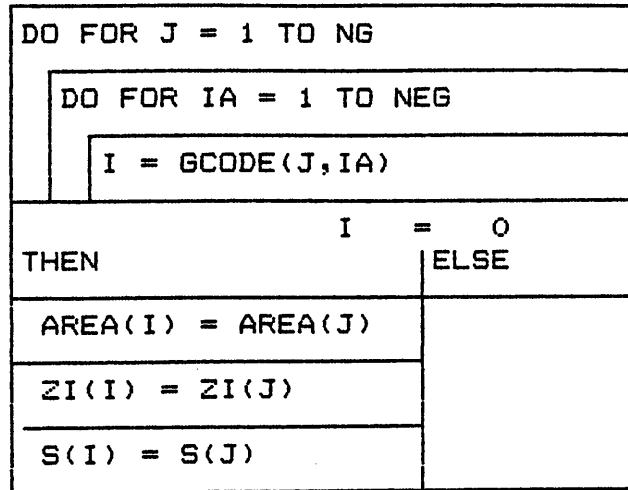 DO FOR J = 1 TO NG
DO FOR IA = 1 TO NEG
I = GCODE(J,IA)
I = 0
THEN ELSE
AREA(I) = AREA(J)
ZI(I) = ZI(J)
S(I) = S(J)